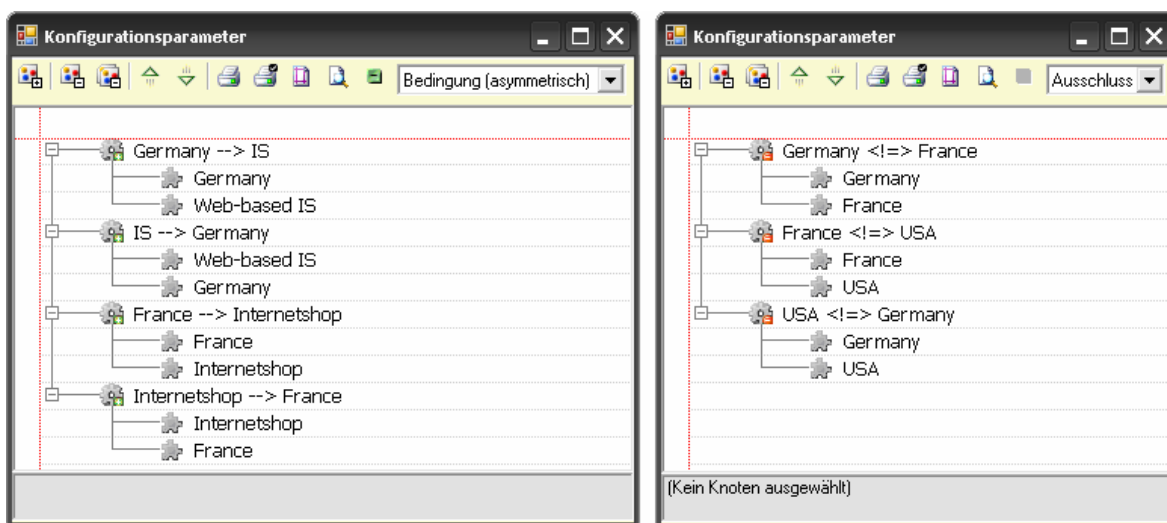 Konfigurationsparameter
Bedingung (asymmetrisch)
Germany --> IS
Germany
Web-based IS
IS --> Germany
Web-based IS
Germany
France --> Internetshop
France
Internetshop
Internetshop --> France
Internetshop
France
Konfigurationsparameter
Ausschluss
Germany <!=> France
Germany
France
France <!=> USA
France
USA
USA <!=> Germany
Germany
USA
(Kein Knoten ausgewählt)